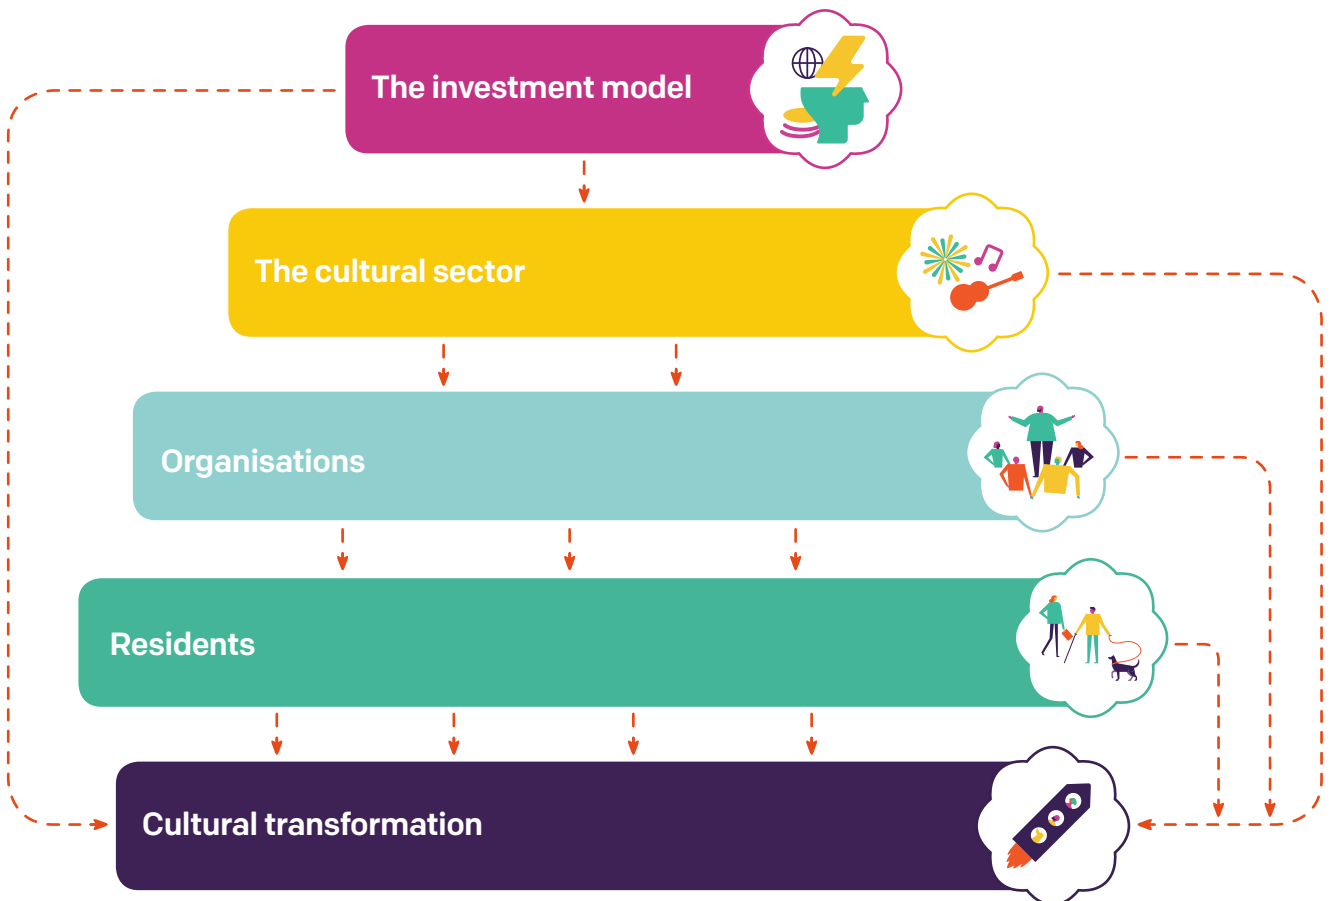 The investment model
The cultural sector
Organisations
Residents
Cultural transformation